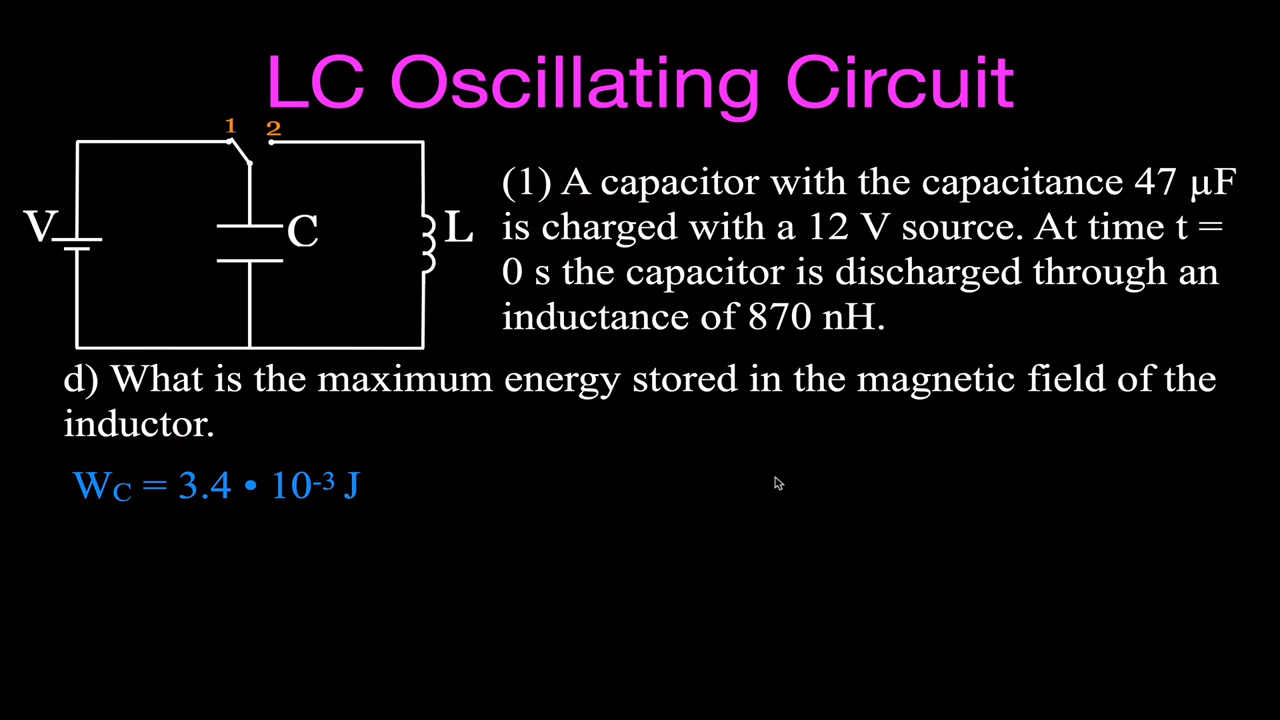 LC Oscillating Circuit
1 2
V
C
L
(1) A capacitor with the capacitance 47 µF
is charged with a 12 V source. At time t =
0 s the capacitor is discharged through an
inductance of 870 nH.
d) What is the maximum energy stored in the magnetic field of the
inductor.
W_C = 3.4 • 10⁻³ J